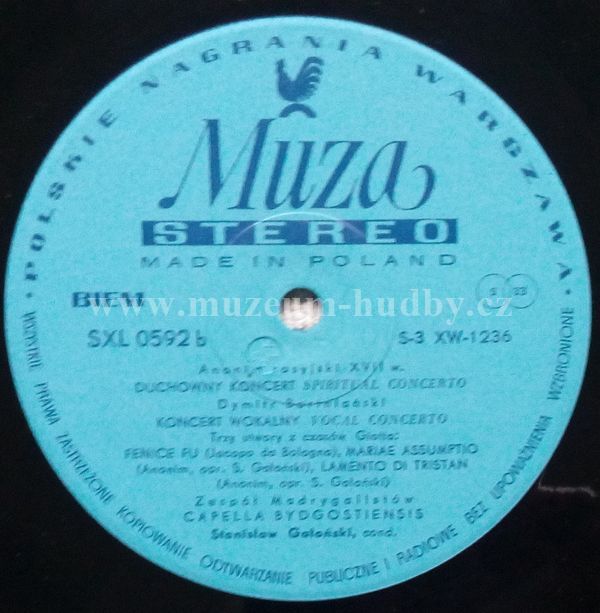 · POLSKIE NAGRANIA WARSZAWA ·
Muza
STEREO
MADE IN POLAND
BIEM
S 33
www.muzeum-hudby.cz
SXL 0592 b
S-3 XW-1236
Anonim rosyjski XVII w.
DUCHOWNY KONCERT SPIRITUAL CONCERTO
Dymitr Bortniański
KONCERT WOKALNY VOCAL CONCERTO
Trzy utwory z czasów Giotta:
FENICE FU (Jacopo da Bologna), MARIAE ASSUMPTIO
(Anonim, opr. S. Gałoński), LAMENTO DI TRISTAN
(Anonim, opr. S. Gałoński)
Zespół Madrygalistów
CAPELLA BYDGOSTIENSIS
Stanisław Gałoński, cond.
WSZYSTKIE PRAWA ZASTRZEŻONE KOPIOWANIE ODTWARZANIE PUBLICZNE I RADIOWE BEZ UPOWAŻNIENIA WZBRONIONE